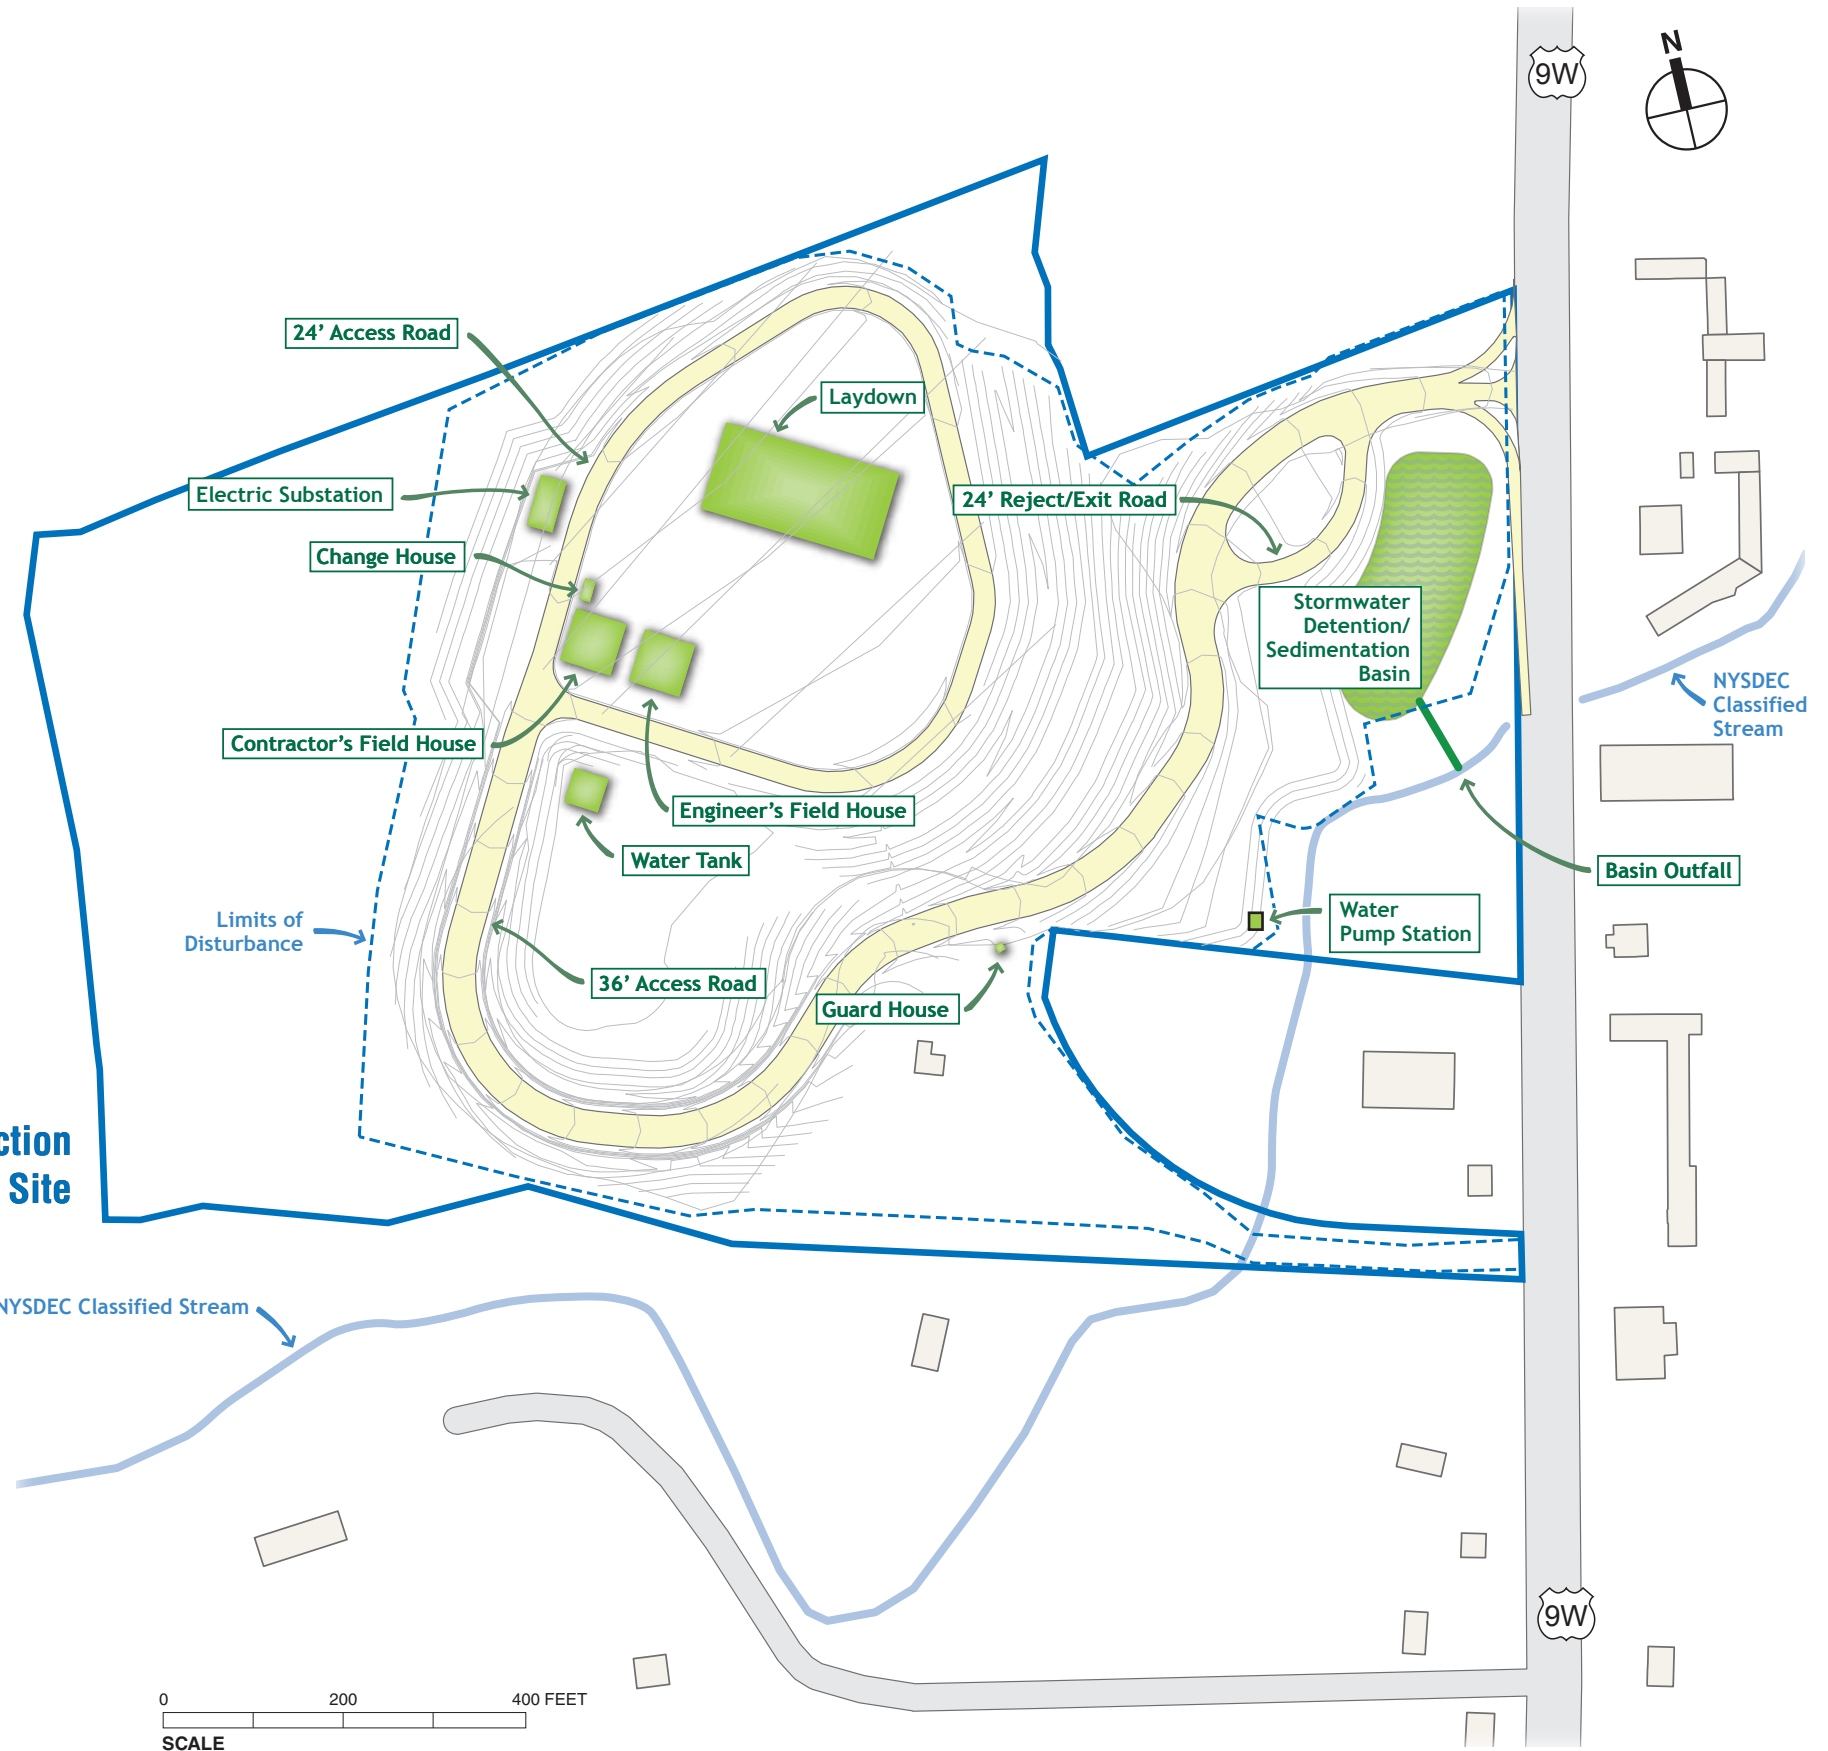 N
9W
24’ Access Road
Laydown
Electric Substation
24’ Reject/Exit Road
Change House
Stormwater
Detention/
Sedimentation
Basin
NYSDEC
Classified
Stream
Contractor’s Field House
Engineer’s Field House
Water Tank
Basin Outfall
Limits of
Disturbance
Water
Pump Station
36’ Access Road
Guard House
ction
Site
NYSDEC Classified Stream
9W
0 200 400 FEET
SCALE